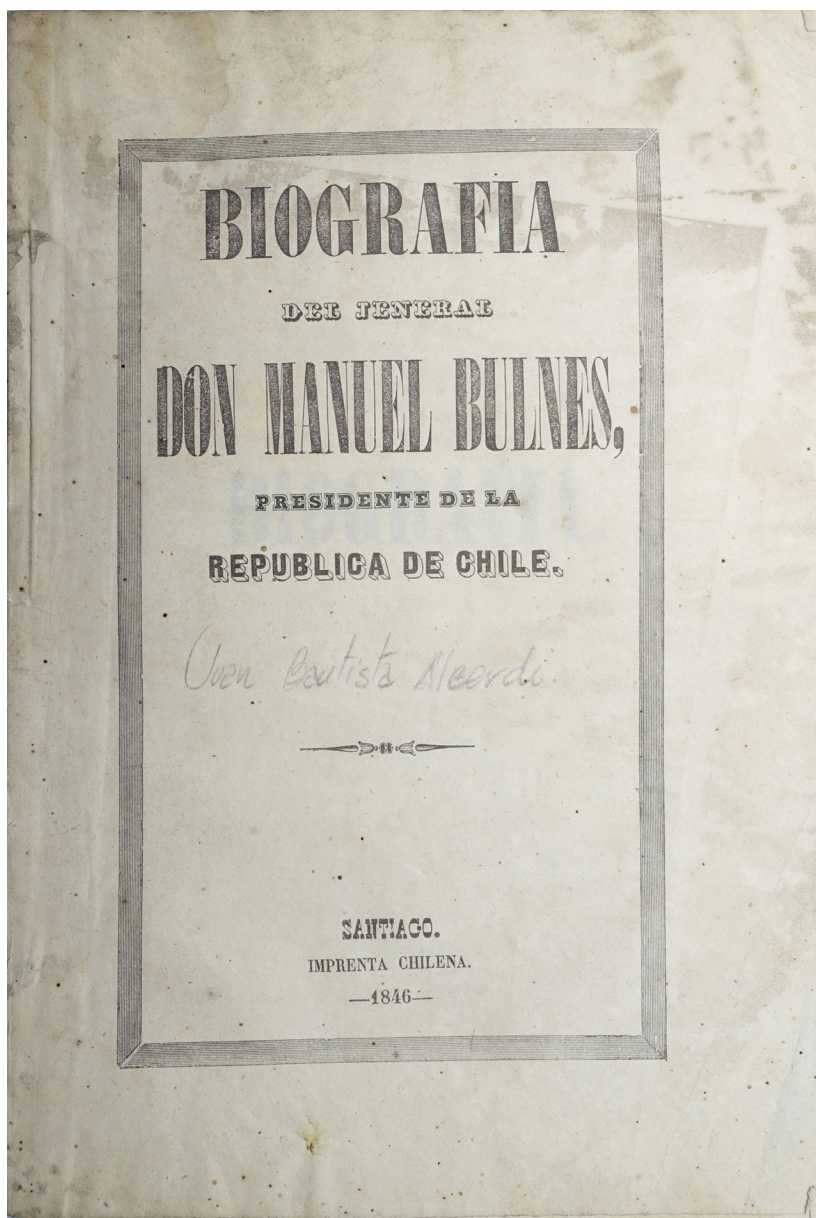 BIOGRAFIA
DEL JENERAL
DON MANUEL BULNES,
PRESIDENTE DE LA
REPUBLICA DE CHILE.
Juan Bautista Alberdi.
SANTIAGO.
IMPRENTA CHILENA.
—1846—